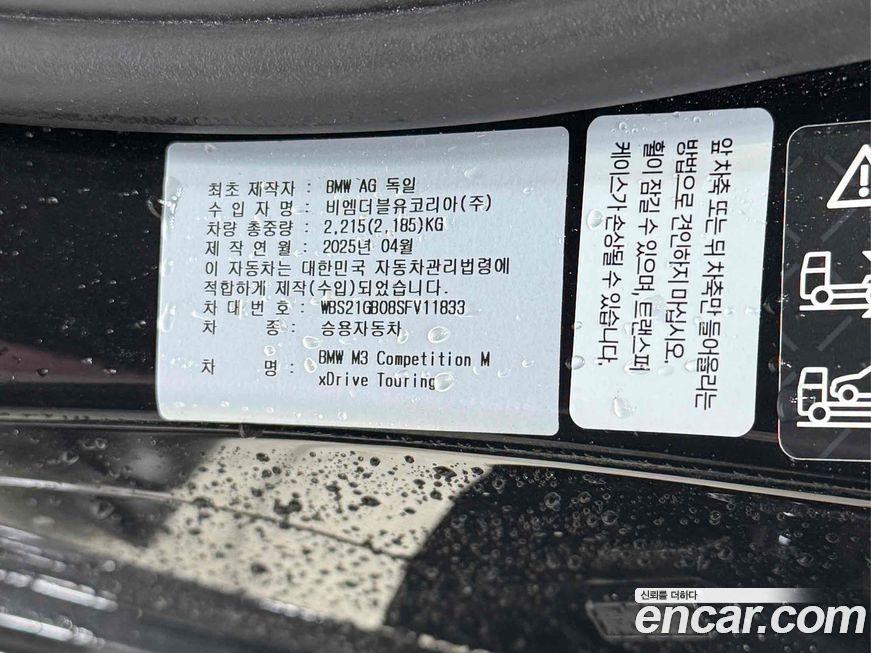 최초 제작자 : BMW AG 독일
수 입 자 명 : 비엠더블유코리아(주)
차량 총중량 : 2,215(2,185)KG
제 작 연 월 : 2025년 04월
이 자동차는 대한민국 자동차관리법령에
적합하게 제작(수입)되었습니다.
차 대 번 호 : WBS21GB08SFV11833
차 종 : 승용자동차
차 명 : BMW M3 Competition M
xDrive Touring
앞 차축 또는 뒤 차축만 들어올리는
방법으로 견인하지 마십시오.
휠이 잠길 수 있으며, 트랜스퍼
케이스가 손상될 수 있습니다.
신뢰를 더하다
encar.com